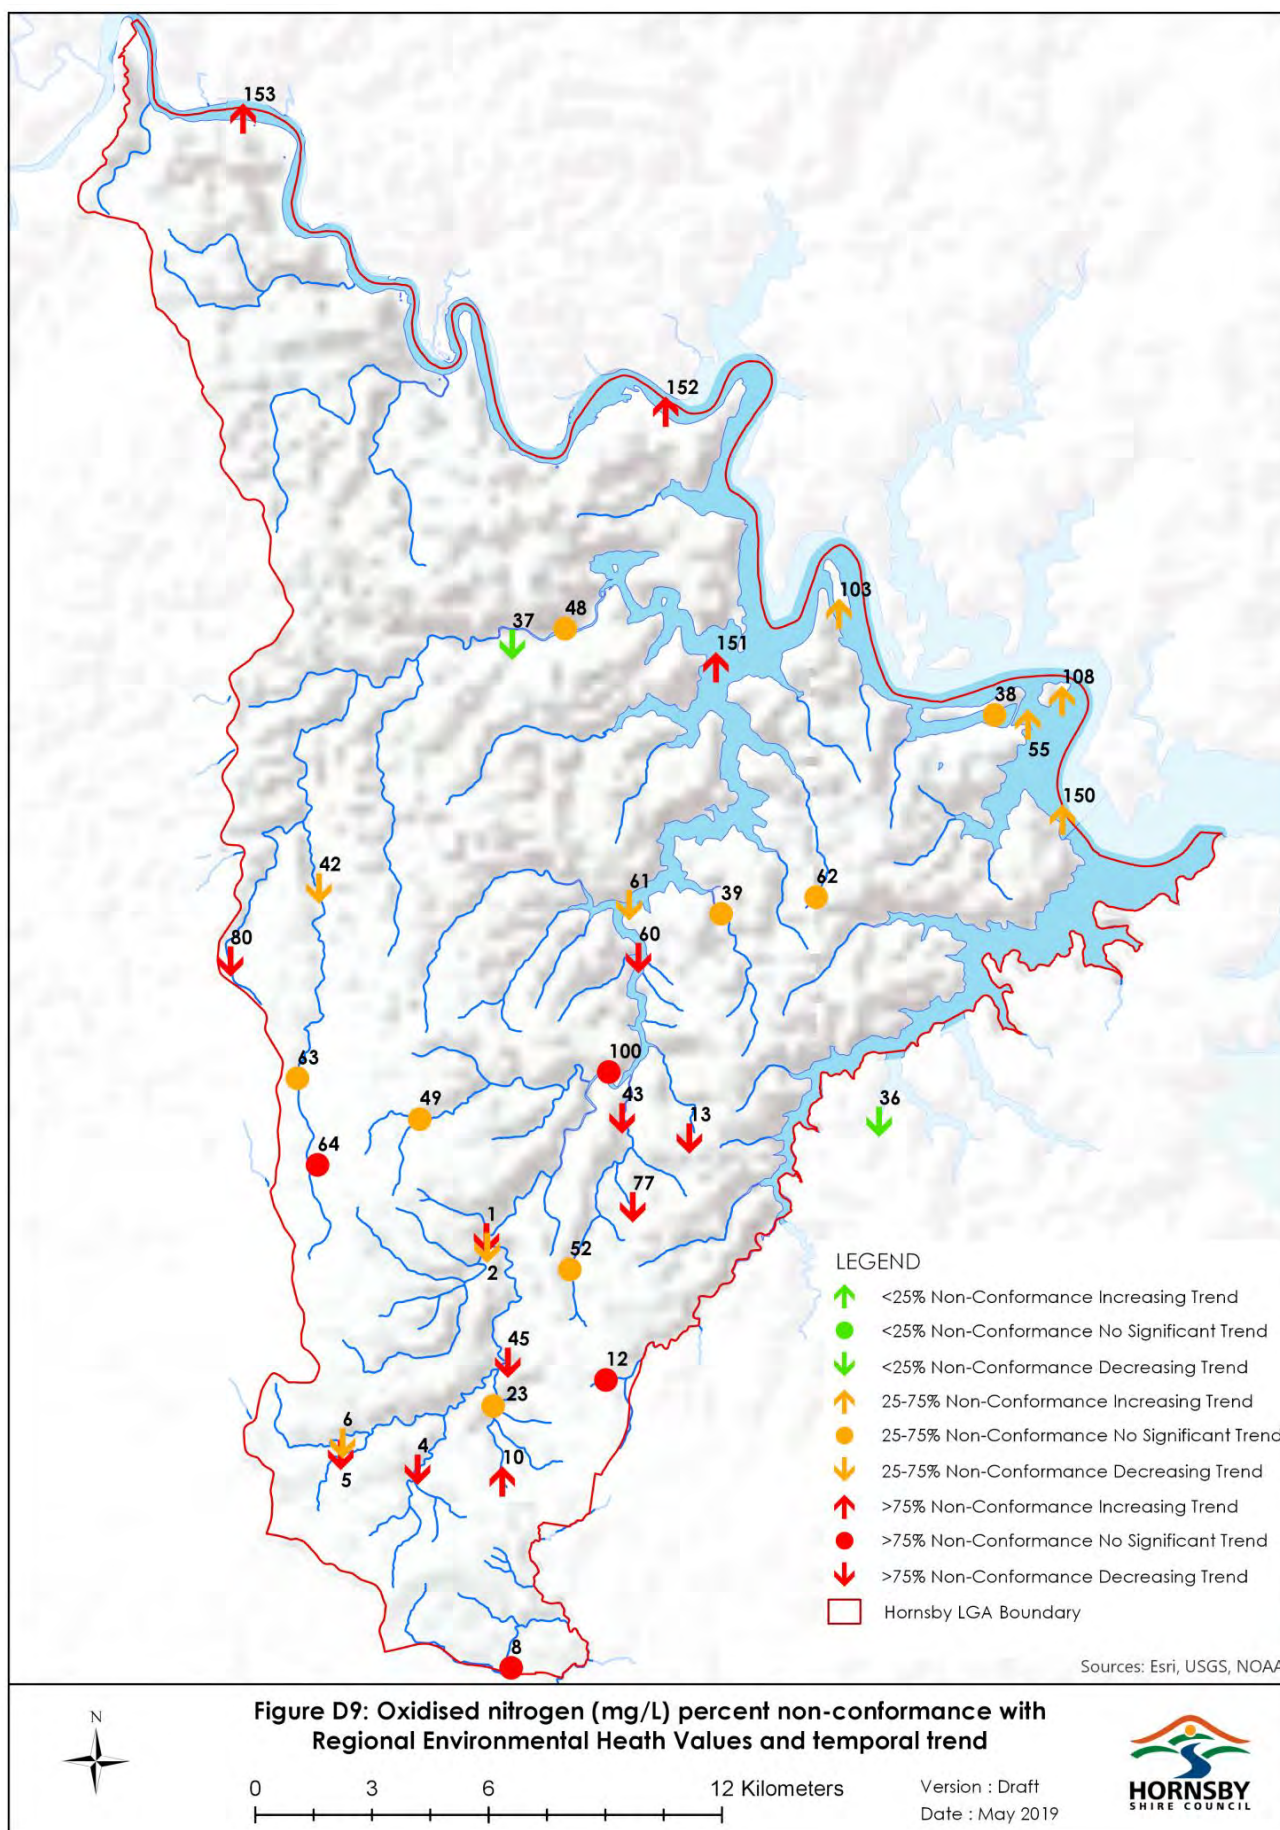 153
152
103
48
37
151
108
38
55
150
42
61
39
62
80
60
63
100
36
49
43
13
64
77
1
2
52
45
12
23
6
4
10
5
8
LEGEND
<25% Non-Conformance Increasing Trend
<25% Non-Conformance No Significant Trend
<25% Non-Conformance Decreasing Trend
25-75% Non-Conformance Increasing Trend
25-75% Non-Conformance No Significant Trend
25-75% Non-Conformance Decreasing Trend
>75% Non-Conformance Increasing Trend
>75% Non-Conformance No Significant Trend
>75% Non-Conformance Decreasing Trend
Hornsby LGA Boundary
Sources: Esri, USGS, NOAA
N
Figure D9: Oxidised nitrogen (mg/L) percent non-conformance with
Regional Environmental Heath Values and temporal trend
0 3 6 12 Kilometers
Version : Draft
Date : May 2019
HORNSBY
SHIRE COUNCIL